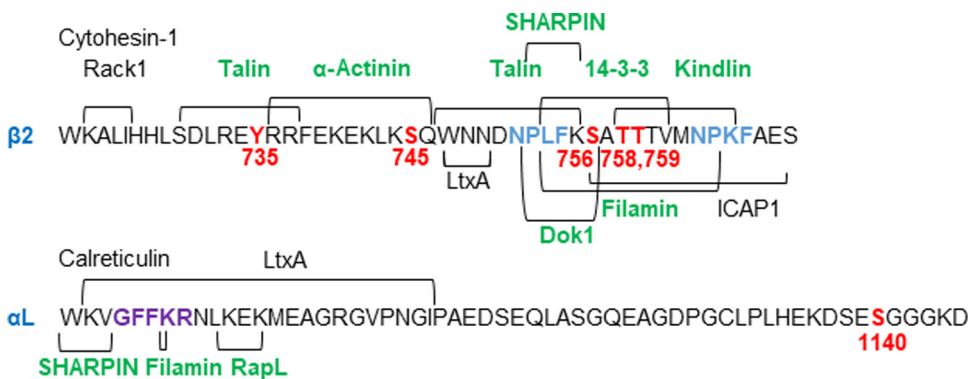 SHARPIN
Cytohesin-1
Rack1 Talin α-Actinin Talin 14-3-3 Kindlin
β2 WKALIHHLSDLREYRRFEKEKLKSQWNNDNPLFKSATTTVMNPKFAES
735 745 756 758,759
LtxA Filamin ICAP1
Dok1
Calreticulin LtxA
αL WKVGFFKRNLKEKMEAGRGVPNGIPAEDSEQLASGQEAGDPGCLPLHEKDSESGGGKD
1140
SHARPIN Filamin RapL